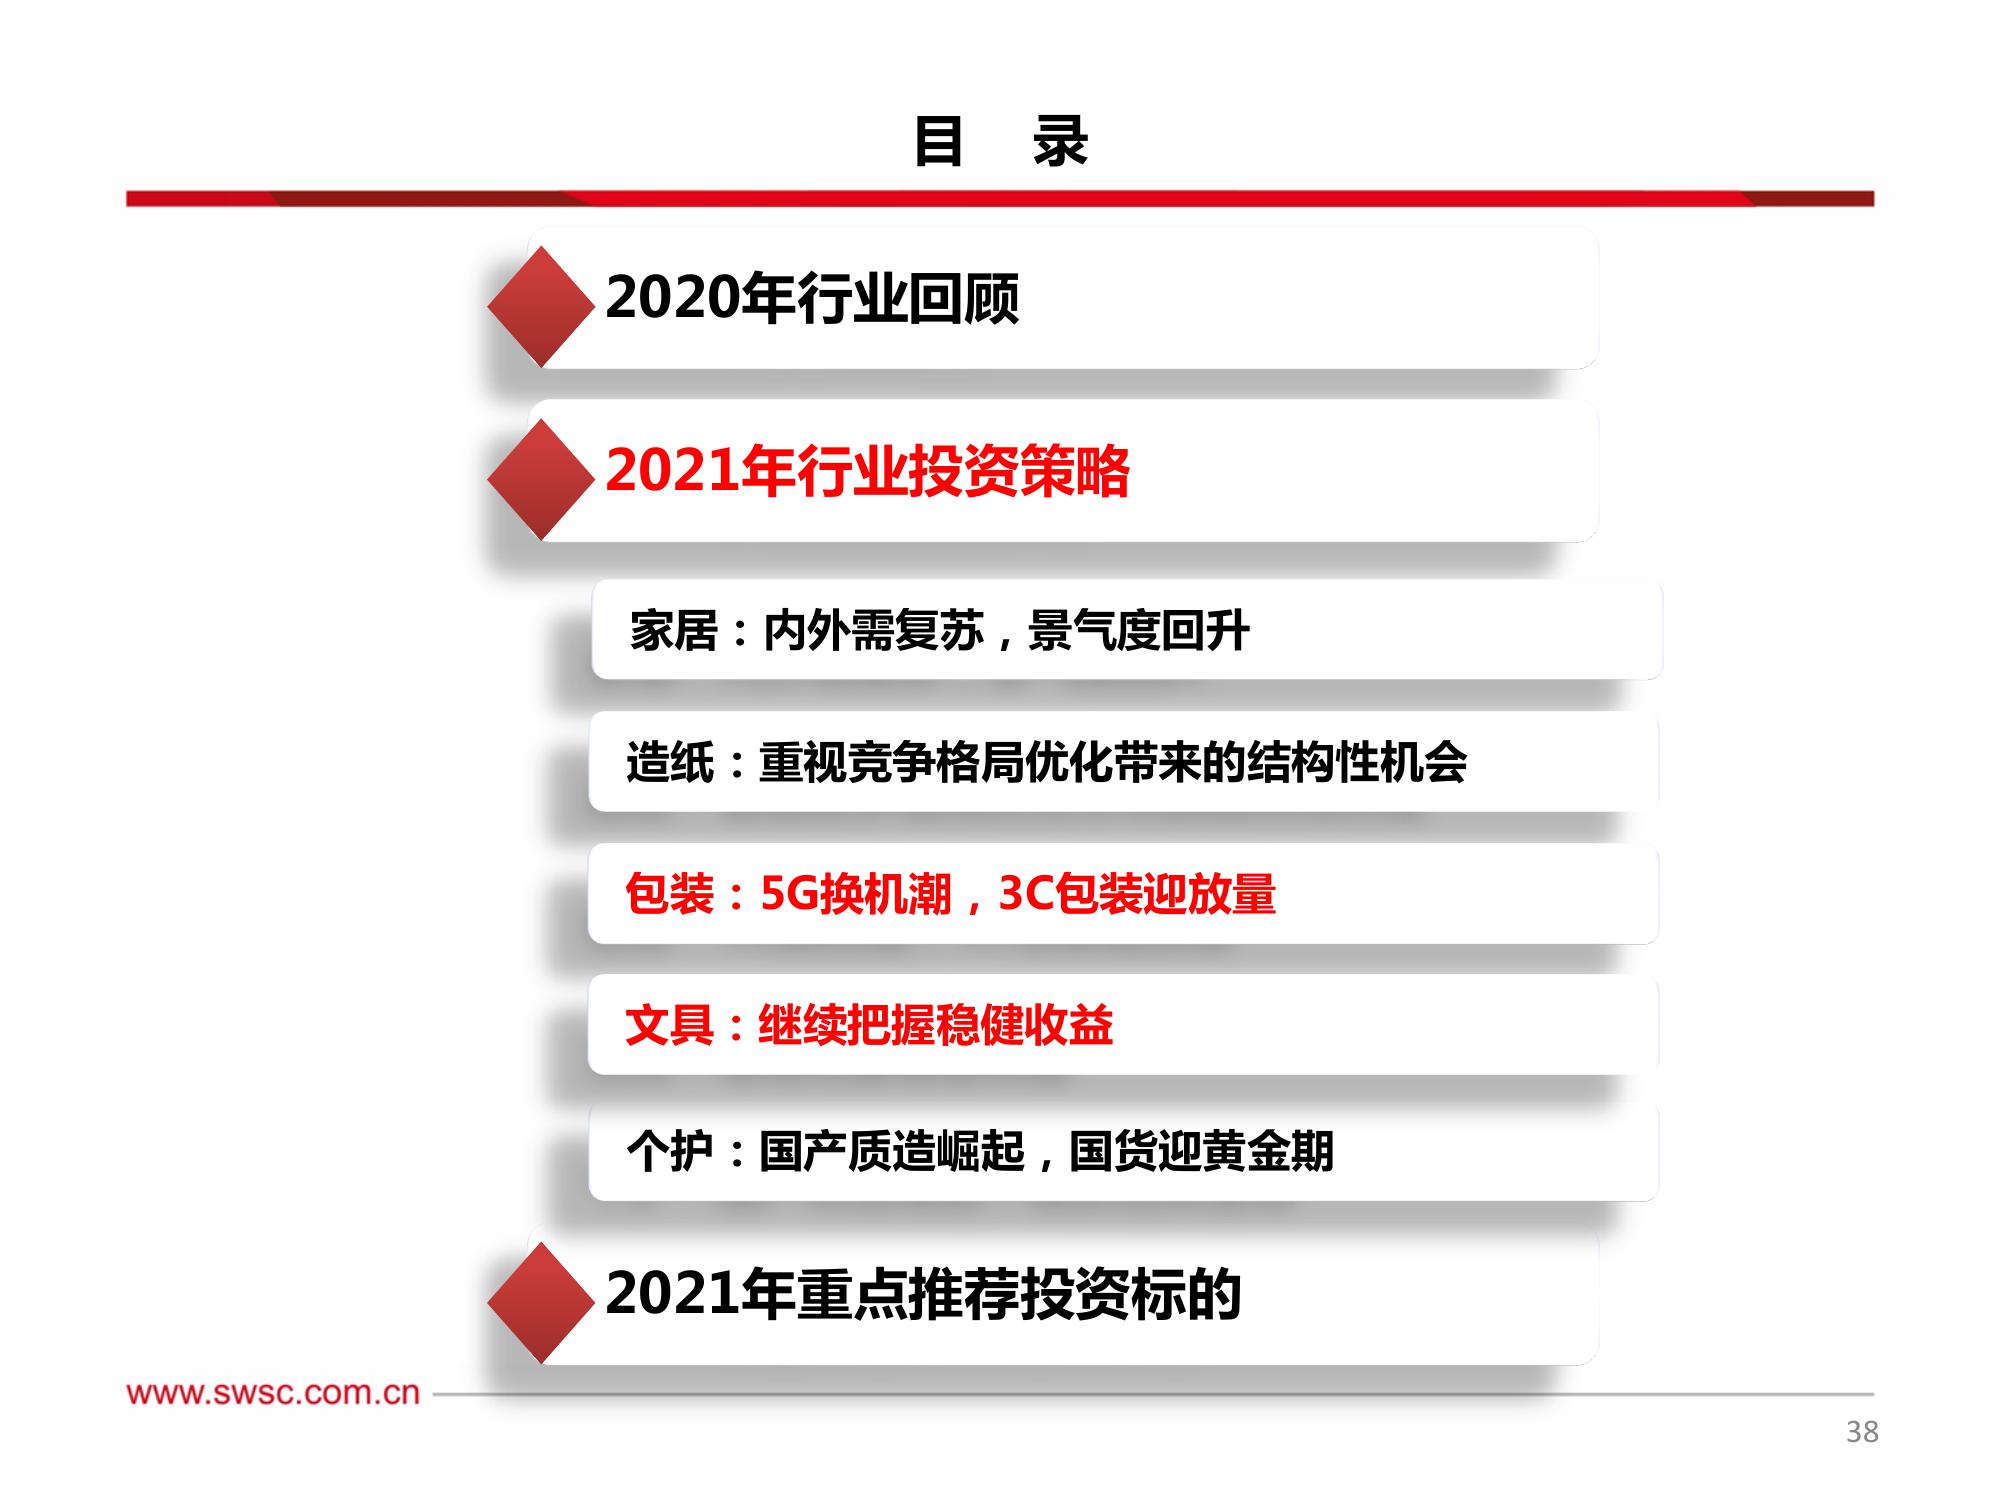 目 录
2020年行业回顾
2021年行业投资策略
家居：内外需复苏，景气度回升
造纸：重视竞争格局优化带来的结构性机会
包装：5G换机潮，3C包装迎放量
文具：继续把握稳健收益
个护：国产质造崛起，国货迎黄金期
2021年重点推荐投资标的
www.swsc.com.cn
38